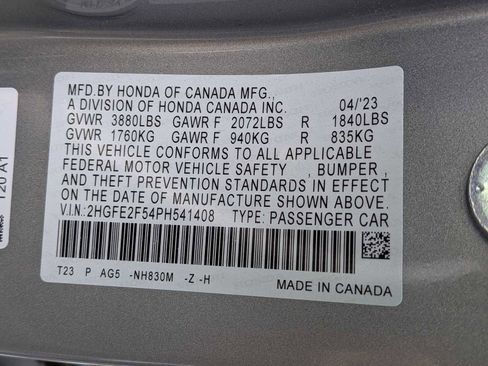 MFD.BY HONDA OF CANADA MFG.,
A DIVISION OF HONDA CANADA INC. 04/'23
GVWR 3880LBS GAWR F 2072LBS R 1840LBS
GVWR 1760KG GAWR F 940KG R 835KG
THIS VEHICLE CONFORMS TO ALL APPLICABLE
FEDERAL MOTOR VEHICLE SAFETY , BUMPER ,
AND THEFT PREVENTION STANDARDS IN EFFECT
ON THE DATE OF MANUFACTURE SHOWN ABOVE.
V.I.N:2HGFE2F54PH541408 TYPE: PASSENGER CAR
T23 P AG5 -NH830M -Z -H
MADE IN CANADA
T20 A1